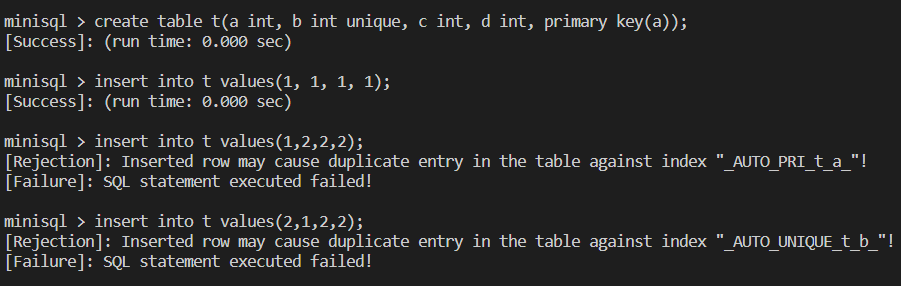 minisql > create table t(a int, b int unique, c int, d int, primary key(a));
[Success]: (run time: 0.000 sec)
minisql > insert into t values(1, 1, 1, 1);
[Success]: (run time: 0.000 sec)
minisql > insert into t values(1,2,2,2);
[Rejection]: Inserted row may cause duplicate entry in the table against index "_AUTO_PRI_t_a_"!
[Failure]: SQL statement executed failed!
minisql > insert into t values(2,1,2,2);
[Rejection]: Inserted row may cause duplicate entry in the table against index "_AUTO_UNIQUE_t_b_"!
[Failure]: SQL statement executed failed!